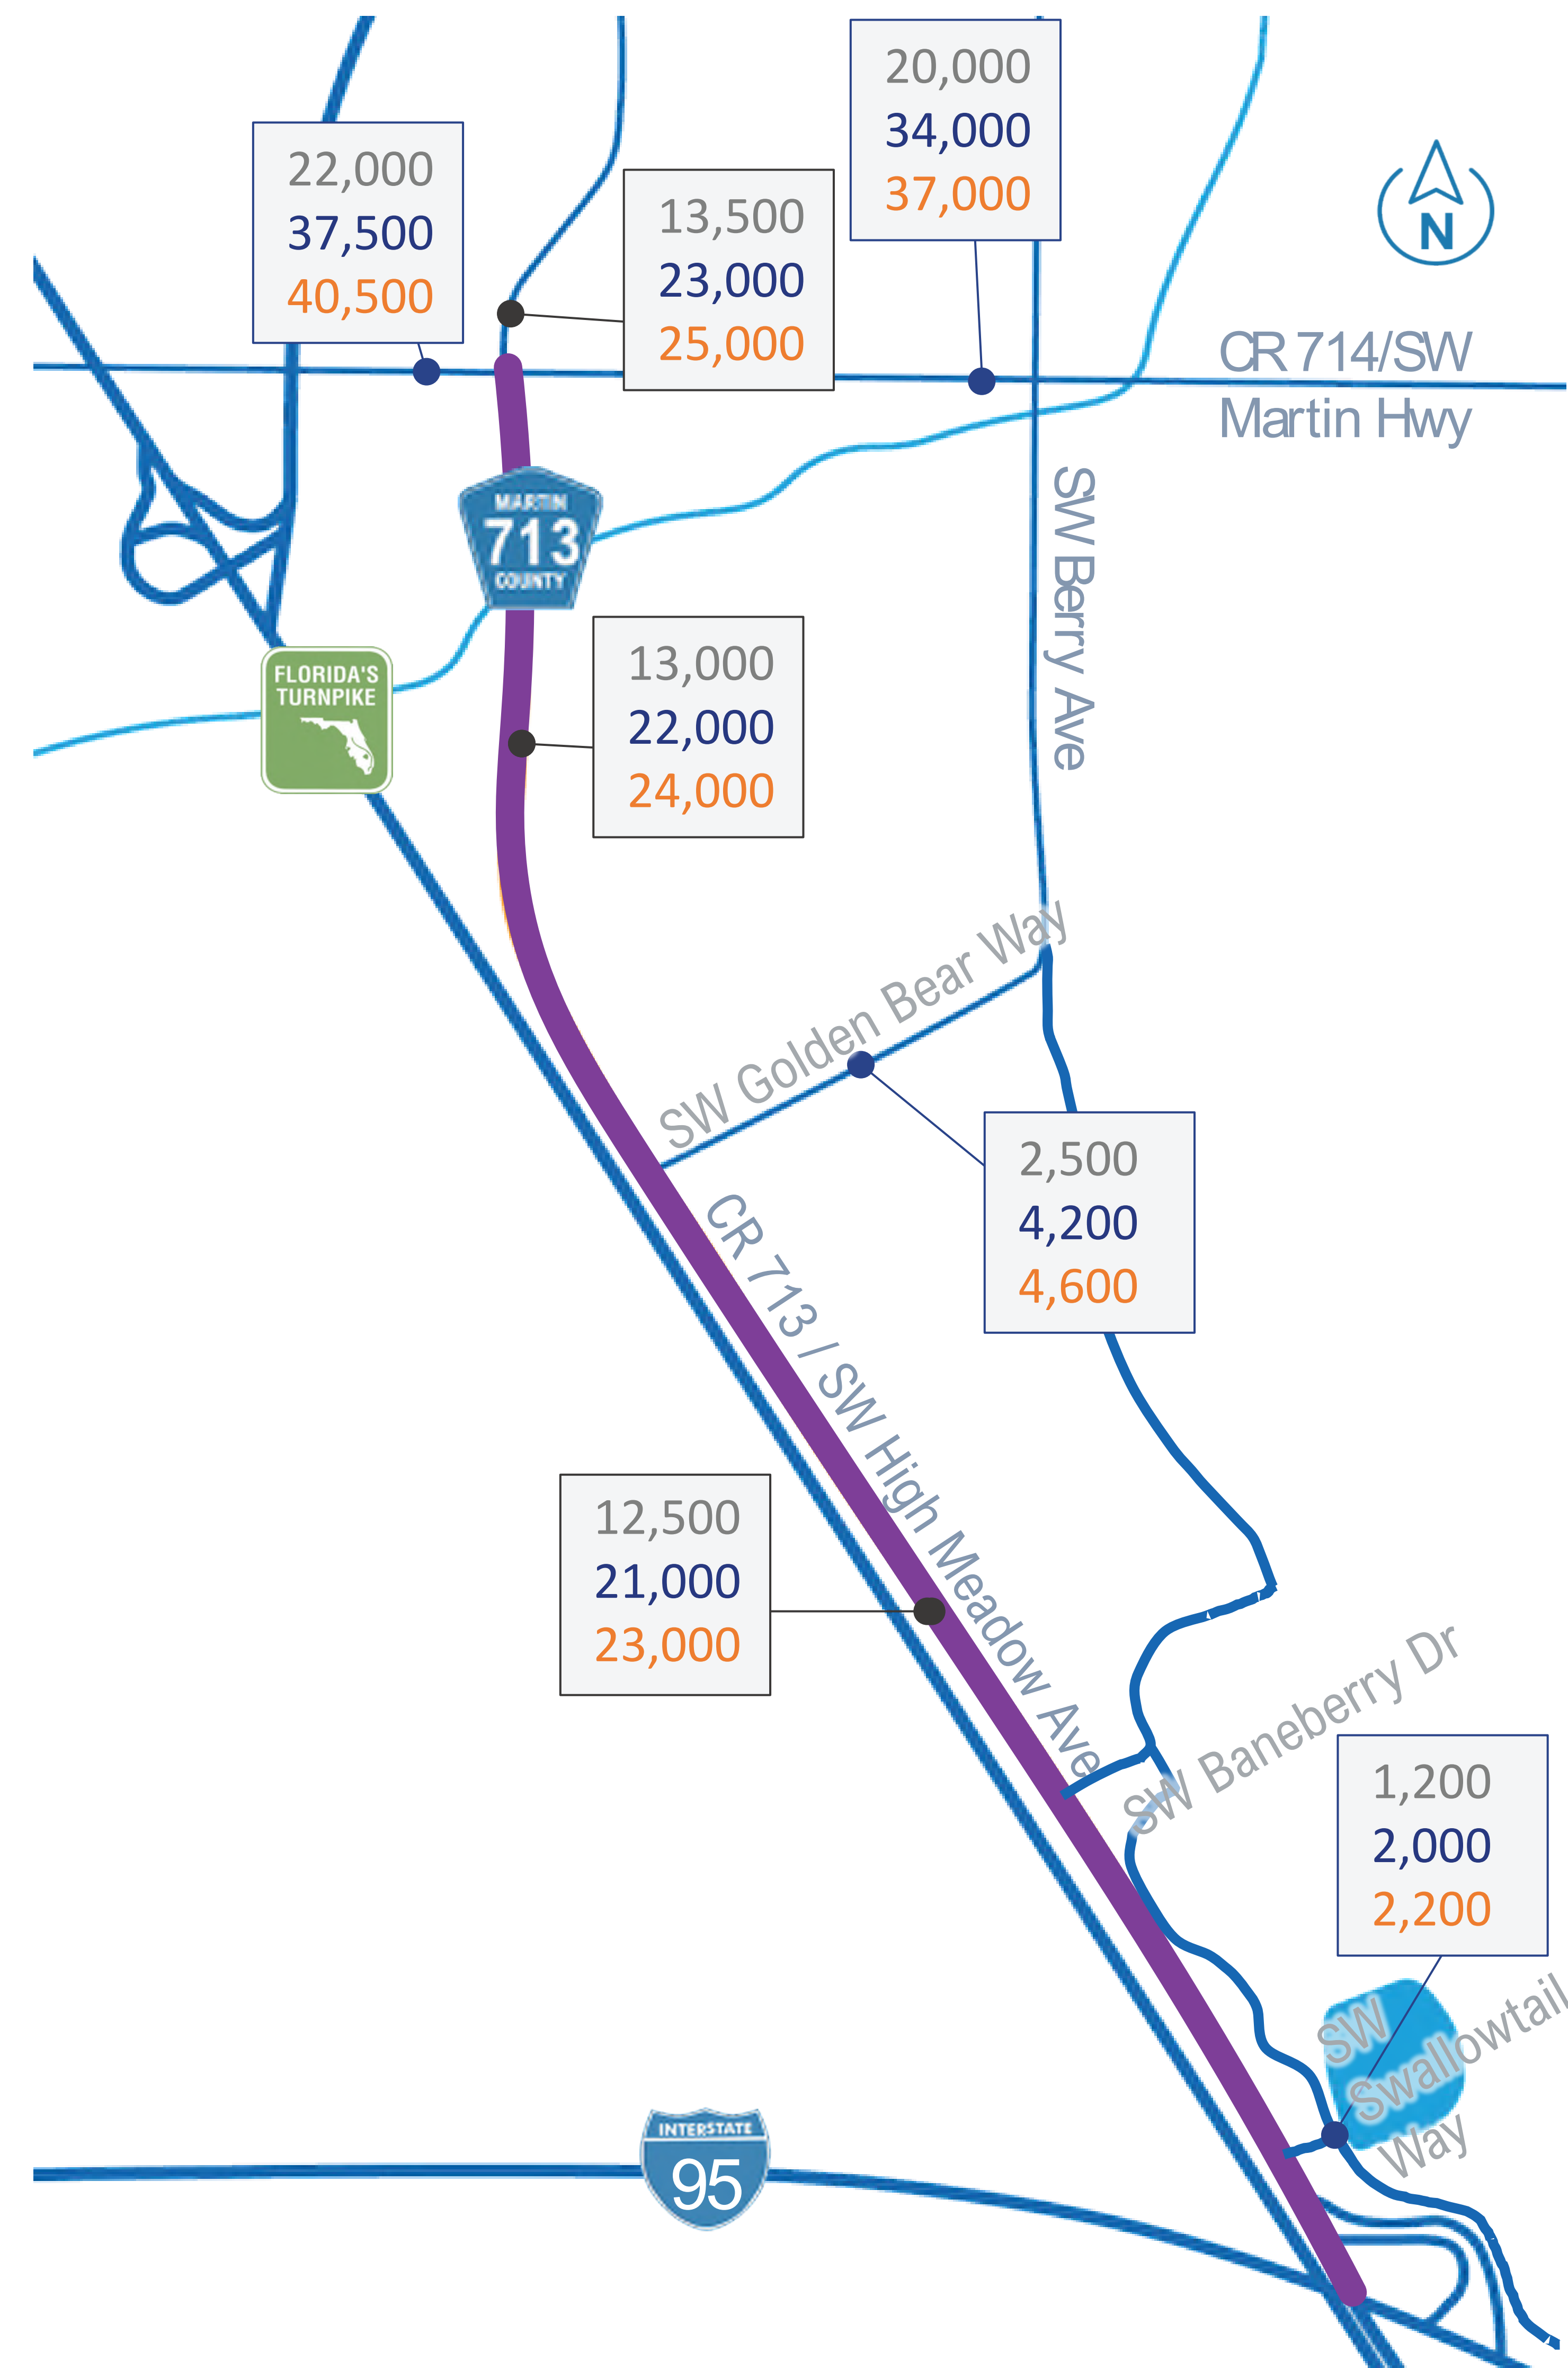 20,000
34,000
37,000
22,000
37,500
40,500
13,500
23,000
25,000
N
CR 714/SW
Martin Hwy
MARTIN
713
COUNTY
SW Berry Ave
FLORIDA'S
TURNPIKE
13,000
22,000
24,000
SW Golden Bear Way
2,500
4,200
4,600
CR 713 / SW High Meadow Ave
12,500
21,000
23,000
SW Baneberry Dr
1,200
2,000
2,200
SW
Swallowtail
Way
INTERSTATE
95